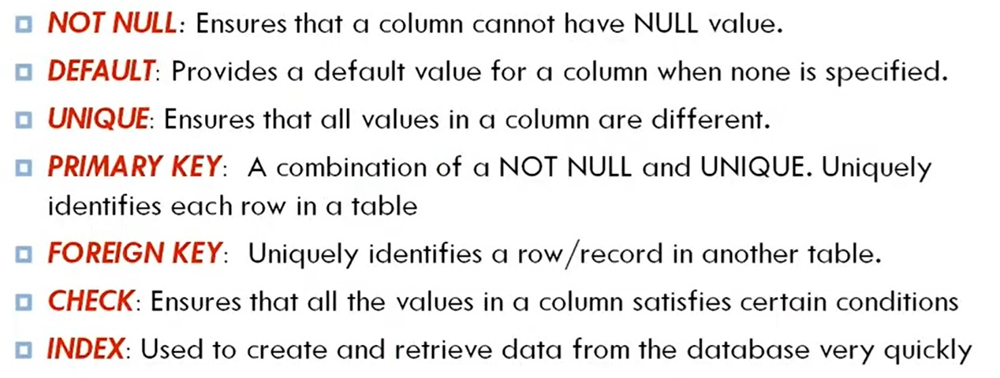 NOT NULL: Ensures that a column cannot have NULL value.
DEFAULT: Provides a default value for a column when none is specified.
UNIQUE: Ensures that all values in a column are different.
PRIMARY KEY: A combination of a NOT NULL and UNIQUE. Uniquely
identifies each row in a table
FOREIGN KEY: Uniquely identifies a row/record in another table.
CHECK: Ensures that all the values in a column satisfies certain conditions
INDEX: Used to create and retrieve data from the database very quickly